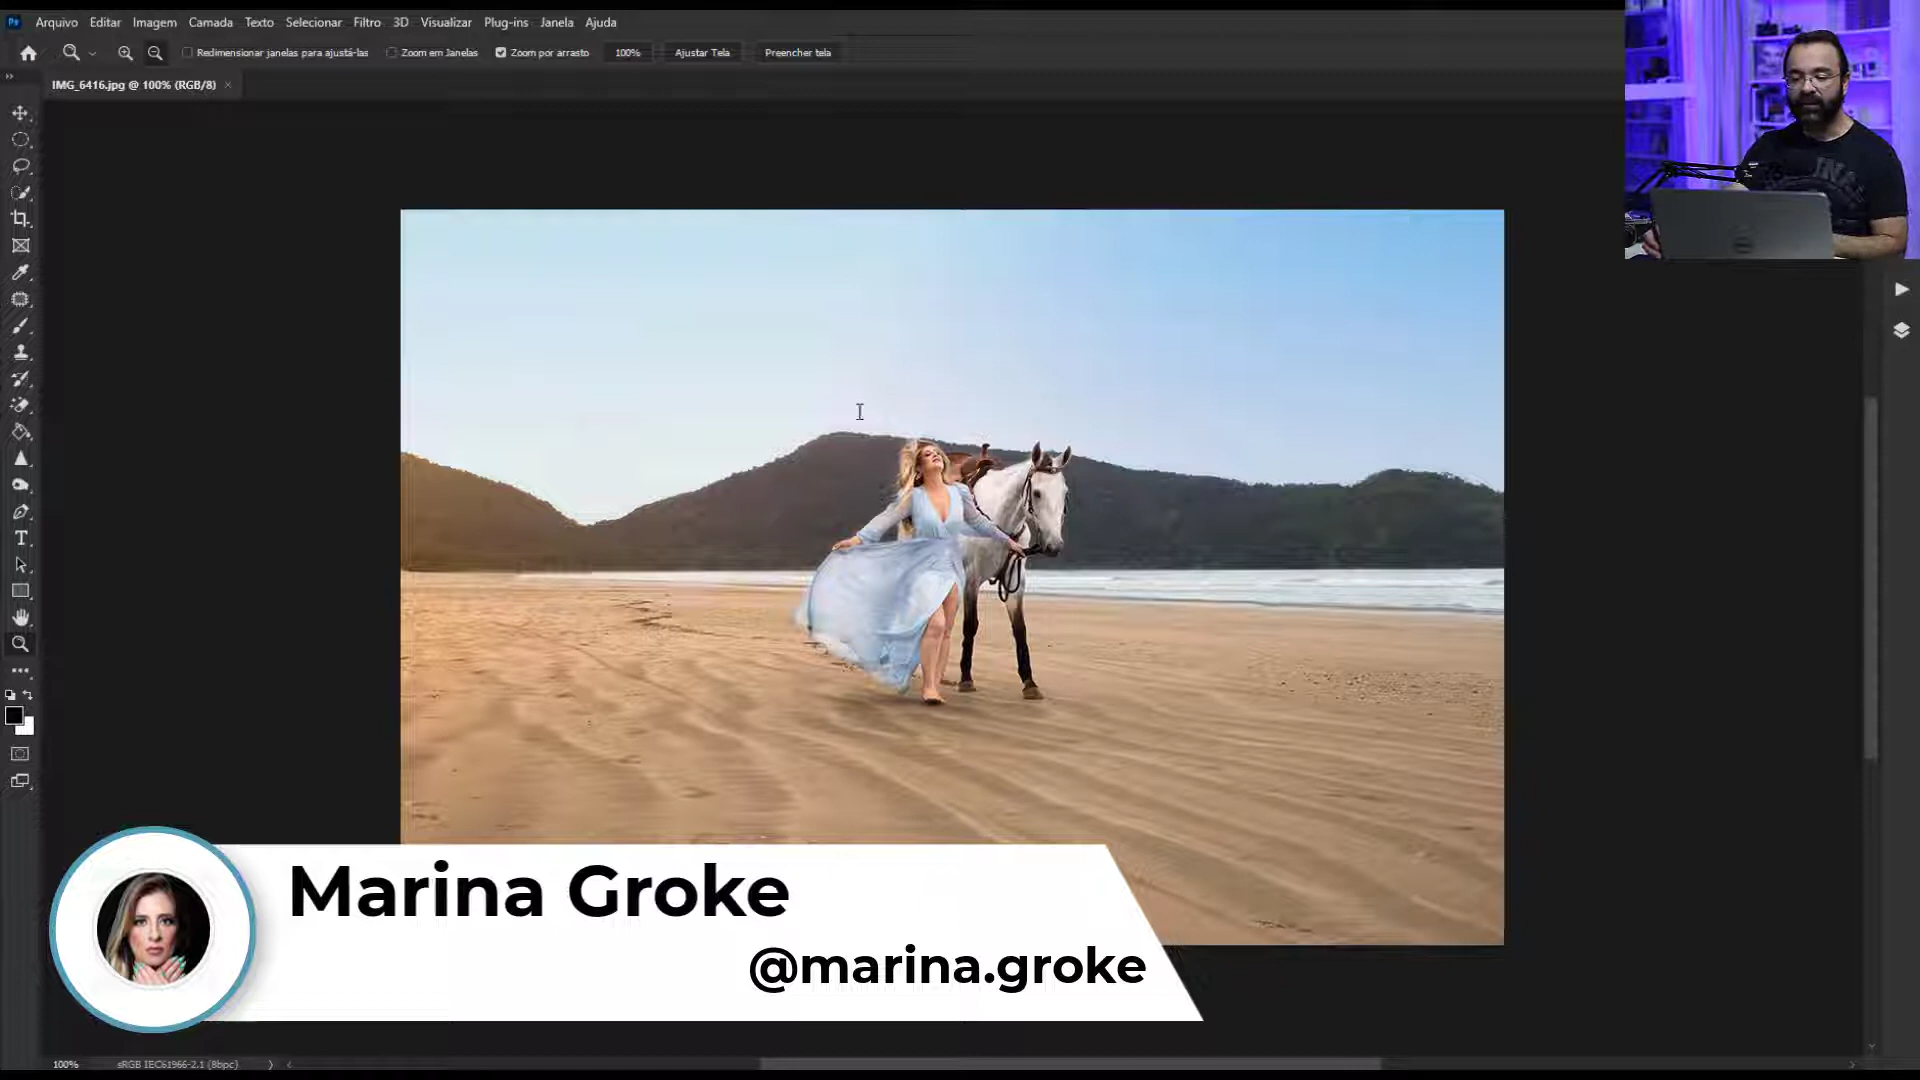 Ps Arquivo Editar Imagem Camada Texto Selecionar Filtro 3D Visualizar Plug-ins Janela Ajuda
Redimensionar janelas para ajustá-las Zoom em Janelas Zoom por arrasto 100% Ajustar Tela Preencher tela
IMG_6416.jpg @ 100% (RGB/8) ×
Marina Groke
@marina.groke
100% sRGB IEC61966-2.1 (8bpc)